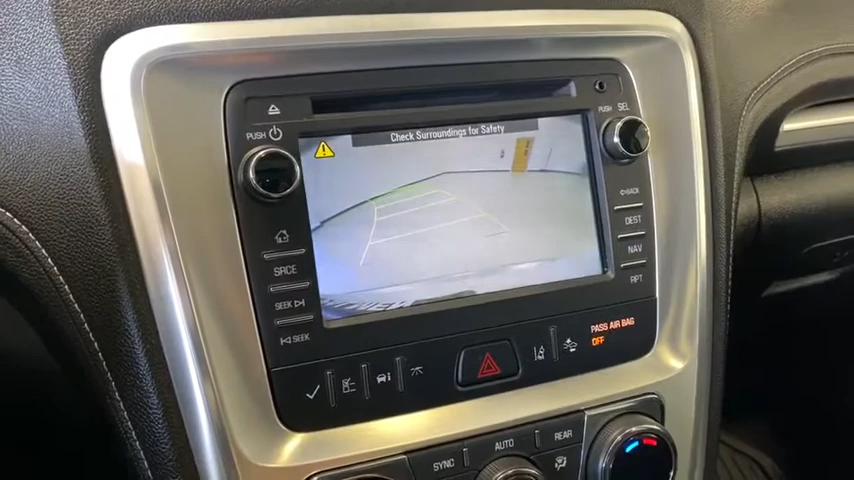 PUSH
PUSH SEL
Check Surroundings for Safety
BACK
DEST
NAV
RPT
SRCE
SEEK
SEEK
PASS AIR BAG
OFF
SYNC
AUTO
REAR